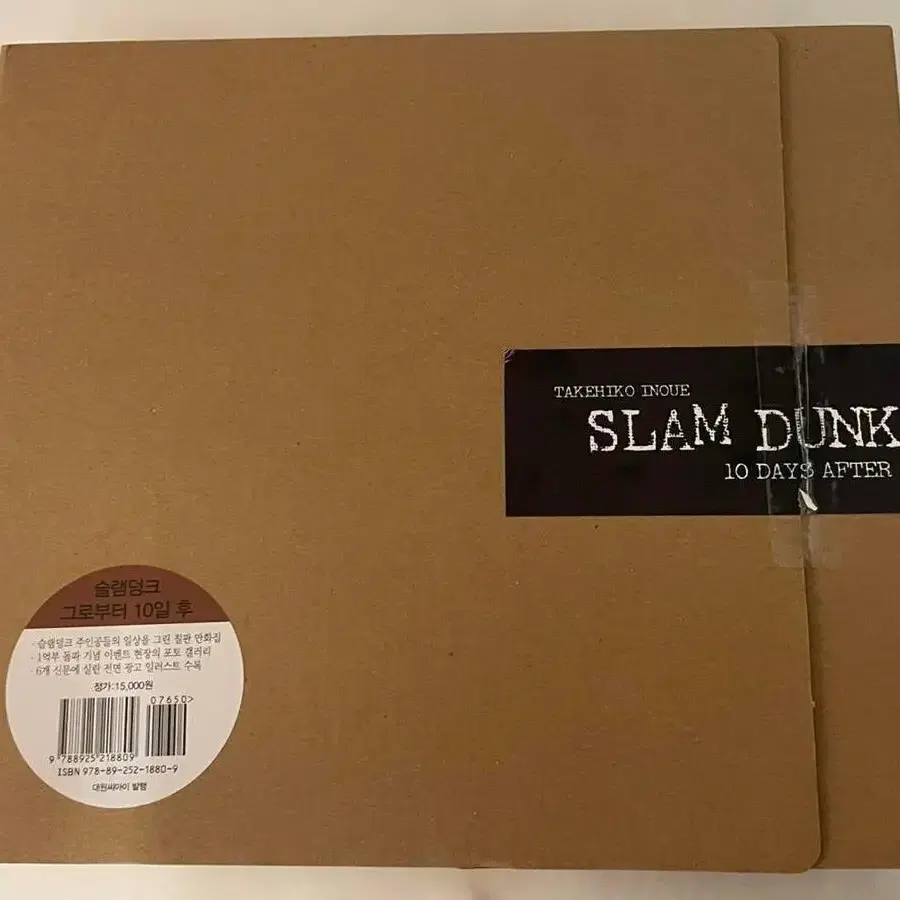 TAKEHIKO INOUE
SLAM DUNK
10 DAYS AFTER
슬램덩크
그로부터 10일 후
· 슬램덩크 주인공들의 일상을 그린 칠판 만화집
· 1억부 돌파 기념 이벤트 현장의 포토 갤러리
· 6개 신문에 실린 전면 광고 일러스트 수록
정가:15,000원
07650>
9 788925 218809
ISBN 978-89-252-1880-9
대원씨아이 발행